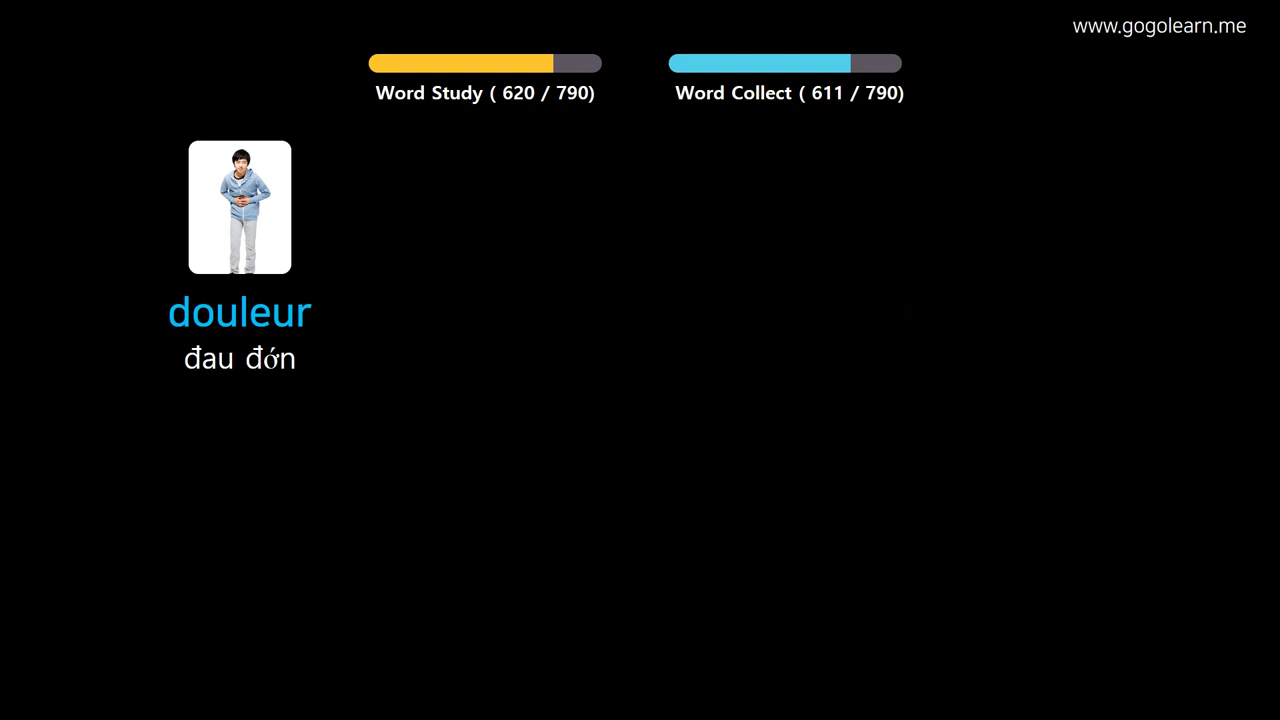 www.gogolearn.me
Word Study ( 620 / 790)
Word Collect ( 611 / 790)
douleur
đau đớn